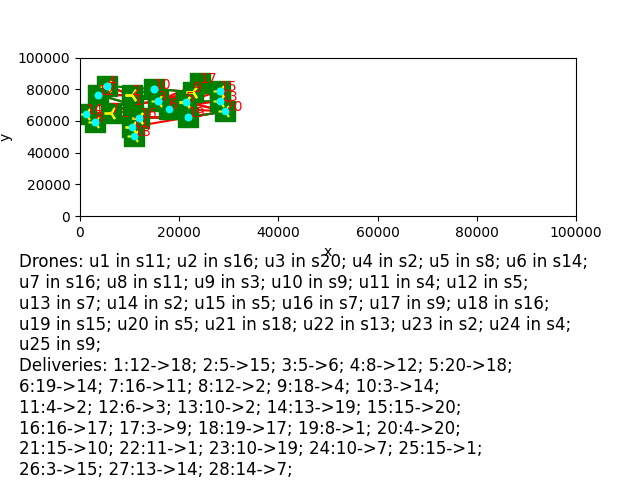 100000
80000
60000
40000
20000
0
y
0 20000 40000 60000 80000 100000
x
Drones: u1 in s11; u2 in s16; u3 in s20; u4 in s2; u5 in s8; u6 in s14;
u7 in s16; u8 in s11; u9 in s3; u10 in s9; u11 in s4; u12 in s5;
u13 in s7; u14 in s2; u15 in s5; u16 in s7; u17 in s9; u18 in s16;
u19 in s15; u20 in s5; u21 in s18; u22 in s13; u23 in s2; u24 in s4;
u25 in s9;
Deliveries: 1:12->18; 2:5->15; 3:5->6; 4:8->12; 5:20->18;
6:19->14; 7:16->11; 8:12->2; 9:18->4; 10:3->14;
11:4->2; 12:6->3; 13:10->2; 14:13->19; 15:15->20;
16:16->17; 17:3->9; 18:19->17; 19:8->1; 20:4->20;
21:15->10; 22:11->1; 23:10->19; 24:10->7; 25:15->1;
26:3->15; 27:13->14; 28:14->7;